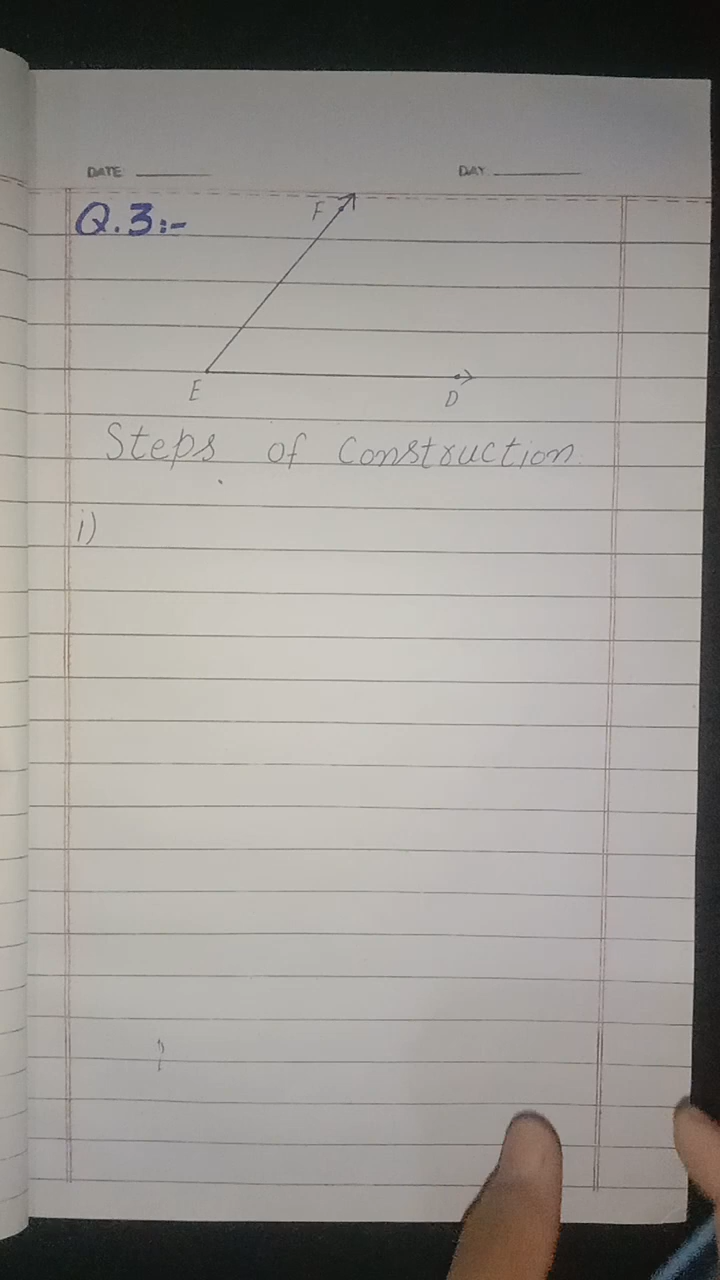 DATE DAY
Q.3:-
F
E
D
Steps of Construction
i)